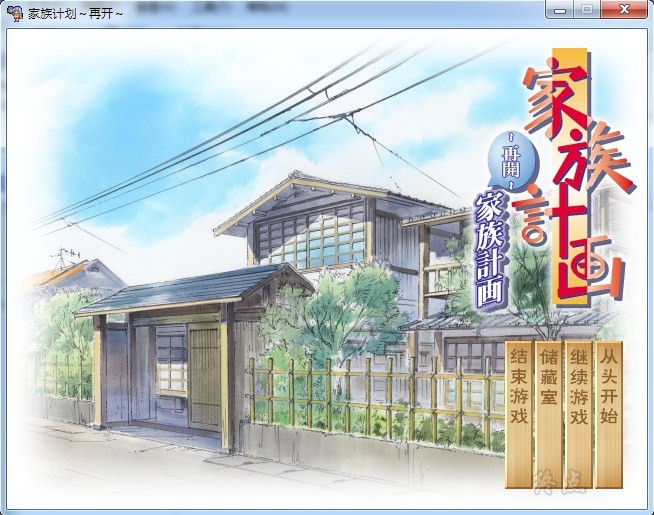 家族计划～再开～
家族計画
～再開～
家族計画
从头开始
继续游戏
储藏室
结束游戏